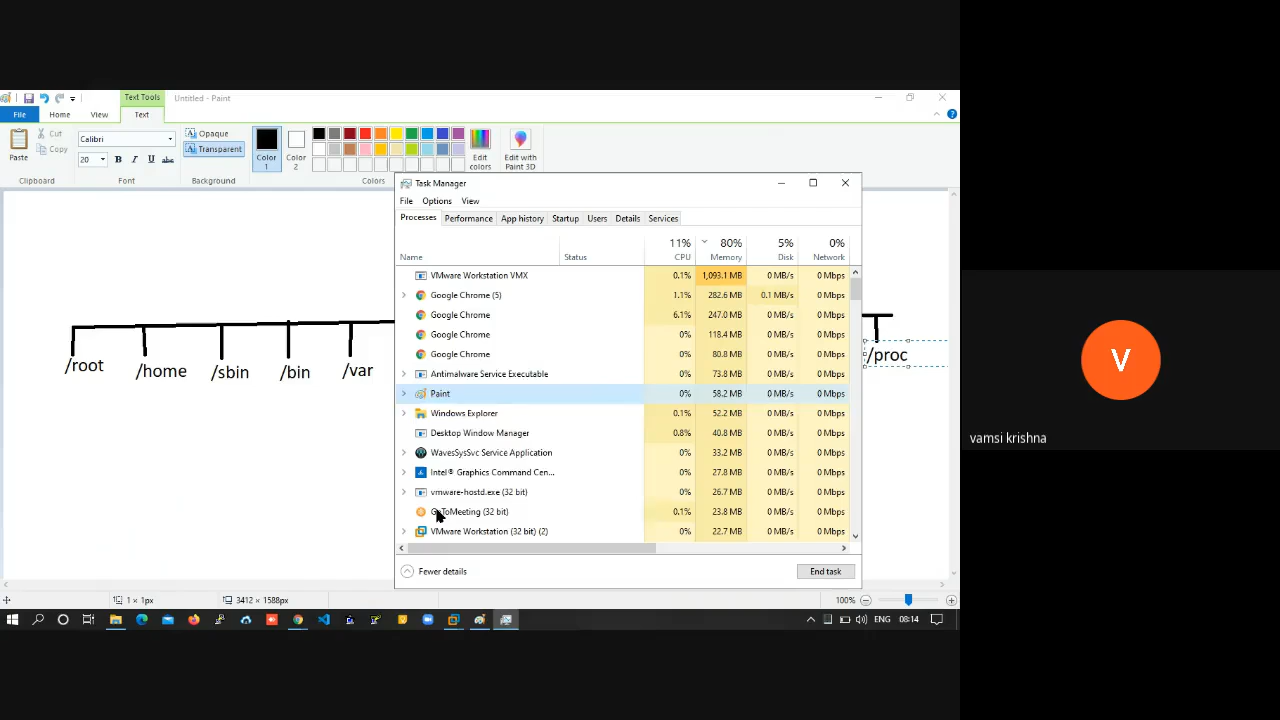 Text Tools
Untitled - Paint
File
Home
View
Text
Paste
Cut
Copy
Clipboard
Calibri
20
B I U abc
Font
Opaque
Transparent
Background
Color 1
Color 2
Edit colors
Colors
Edit with Paint 3D
/root
/home
/sbin
/bin
/var
/proc
Task Manager
File Options View
Processes Performance App history Startup Users Details Services
11% 80% 5% 0%
Name Status CPU Memory Disk Network
VMware Workstation VMX 0.1% 1,093.1 MB 0 MB/s 0 Mbps
Google Chrome (5) 1.1% 282.6 MB 0.1 MB/s 0 Mbps
Google Chrome 6.1% 247.0 MB 0 MB/s 0 Mbps
Google Chrome 0% 118.4 MB 0 MB/s 0 Mbps
Google Chrome 0% 80.8 MB 0 MB/s 0 Mbps
Antimalware Service Executable 0% 73.8 MB 0 MB/s 0 Mbps
Paint 0% 58.2 MB 0 MB/s 0 Mbps
Windows Explorer 0.1% 52.2 MB 0 MB/s 0 Mbps
Desktop Window Manager 0.8% 40.8 MB 0 MB/s 0 Mbps
WavesSysSvc Service Application 0% 33.2 MB 0 MB/s 0 Mbps
Intel® Graphics Command Cen... 0% 27.8 MB 0 MB/s 0 Mbps
vmware-hostd.exe (32 bit) 0% 26.7 MB 0 MB/s 0 Mbps
GoToMeeting (32 bit) 0.1% 23.8 MB 0 MB/s 0 Mbps
VMware Workstation (32 bit) (2) 0% 22.7 MB 0 MB/s 0 Mbps
Fewer details
End task
1 × 1px
3412 × 1588px
100%
ENG 08:14
V
vamsi krishna